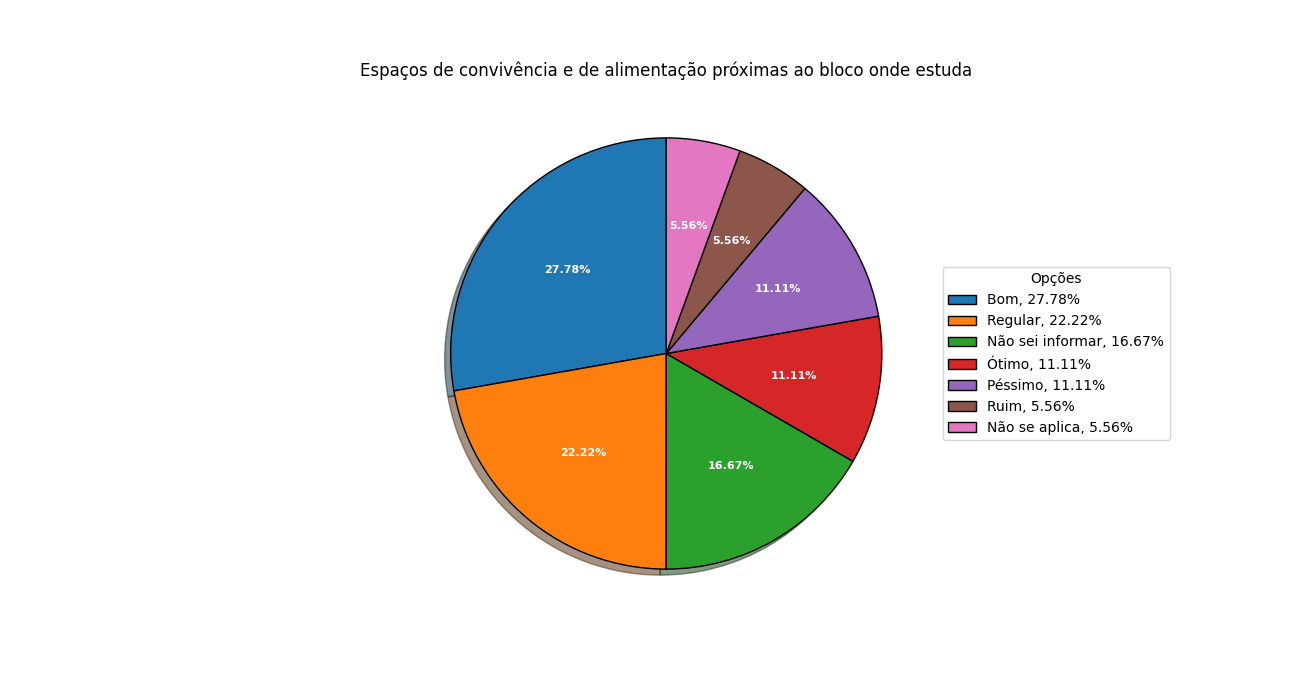 Espaços de convivência e de alimentação próximas ao bloco onde estuda
5.56%
5.56%
27.78%
11.11%
11.11%
22.22%
16.67%
Opções
Bom, 27.78%
Regular, 22.22%
Não sei informar, 16.67%
Ótimo, 11.11%
Péssimo, 11.11%
Ruim, 5.56%
Não se aplica, 5.56%